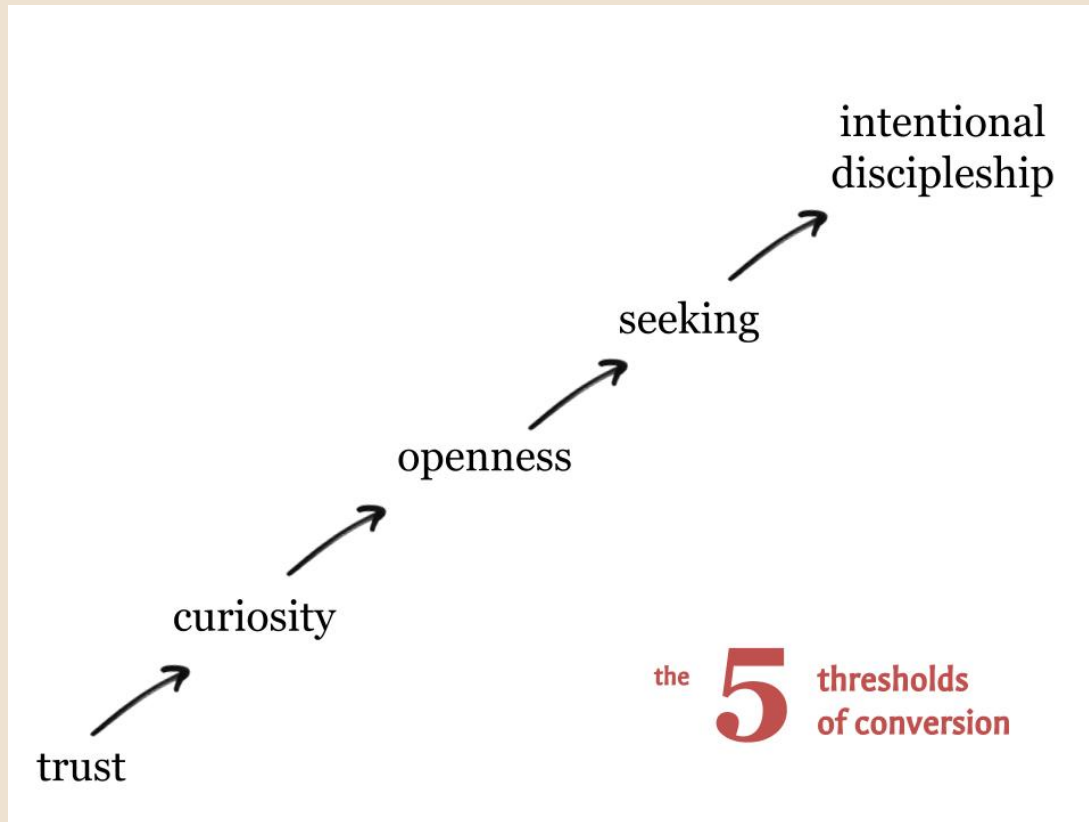 intentional
discipleship
seeking
openness
curiosity
trust
the 5 thresholds
of conversion